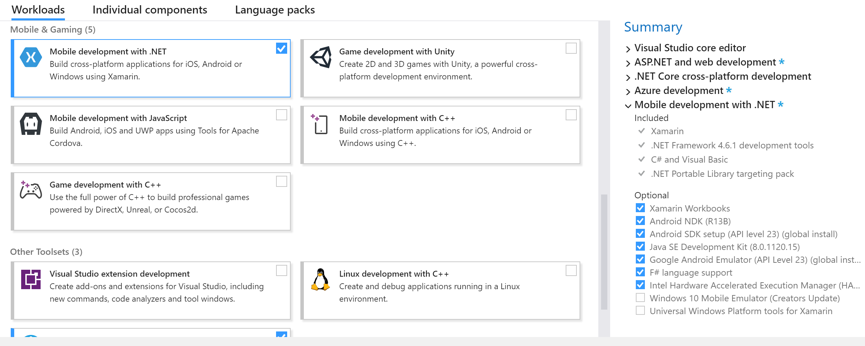 Workloads
Individual components
Language packs
Mobile & Gaming (5)
Mobile development with .NET
Build cross-platform applications for iOS, Android or
Windows using Xamarin.
Game development with Unity
Create 2D and 3D games with Unity, a powerful cross-
platform development environment.
Mobile development with JavaScript
Build Android, iOS and UWP apps using Tools for Apache
Cordova.
Mobile development with C++
Build cross-platform applications for iOS, Android or
Windows using C++.
Game development with C++
Use the full power of C++ to build professional games
powered by DirectX, Unreal, or Cocos2d.
Other Toolsets (3)
Visual Studio extension development
Create add-ons and extensions for Visual Studio, including
new commands, code analyzers and tool windows.
Linux development with C++
Create and debug applications running in a Linux
environment.
Summary
Visual Studio core editor
ASP.NET and web development *
.NET Core cross-platform development
Azure development *
Mobile development with .NET *
Included
Xamarin
.NET Framework 4.6.1 development tools
C# and Visual Basic
.NET Portable Library targeting pack
Optional
Xamarin Workbooks
Android NDK (R13B)
Android SDK setup (API level 23) (global install)
Java SE Development Kit (8.0.1120.15)
Google Android Emulator (API Level 23) (global inst...
F# language support
Intel Hardware Accelerated Execution Manager (HA...
Windows 10 Mobile Emulator (Creators Update)
Universal Windows Platform tools for Xamarin